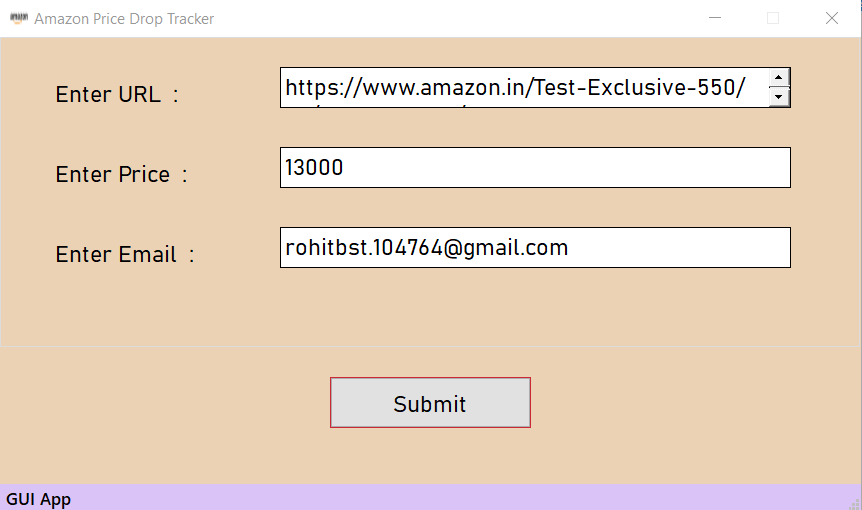 Amazon Price Drop Tracker
Enter URL :
https://www.amazon.in/Test-Exclusive-550/
Enter Price :
13000
Enter Email :
rohitbst.104764@gmail.com
Submit
GUI App